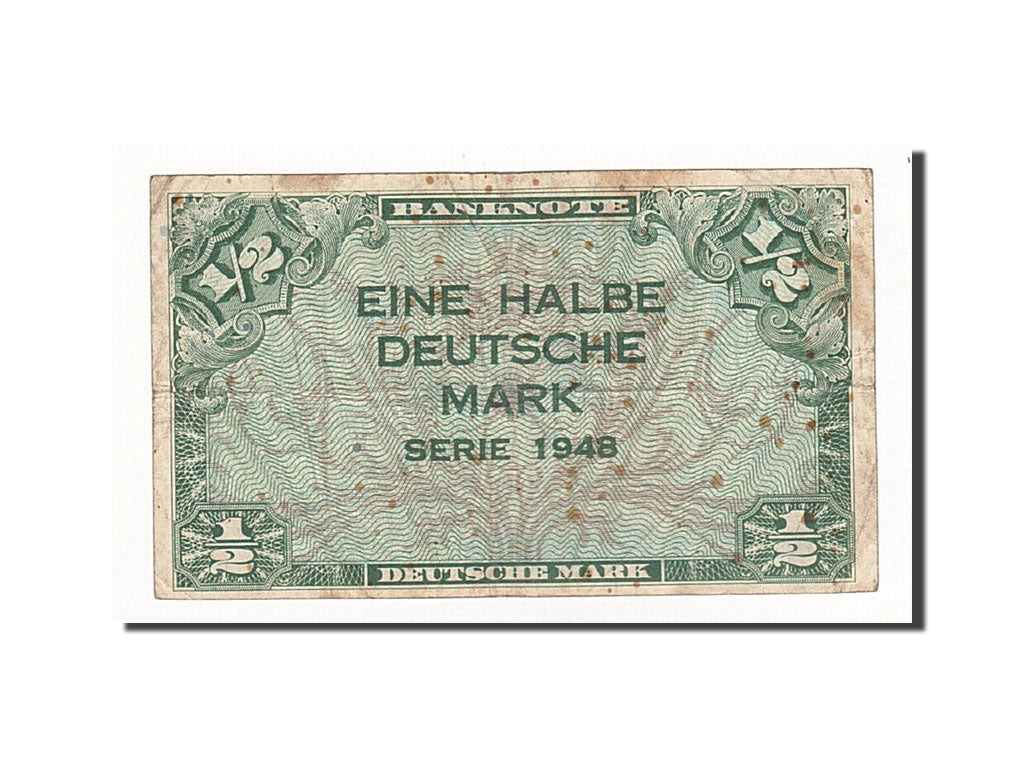 BANKNOTE
1/2
1/2
EINE HALBE
DEUTSCHE
MARK
SERIE 1948
1/2
1/2
DEUTSCHE MARK